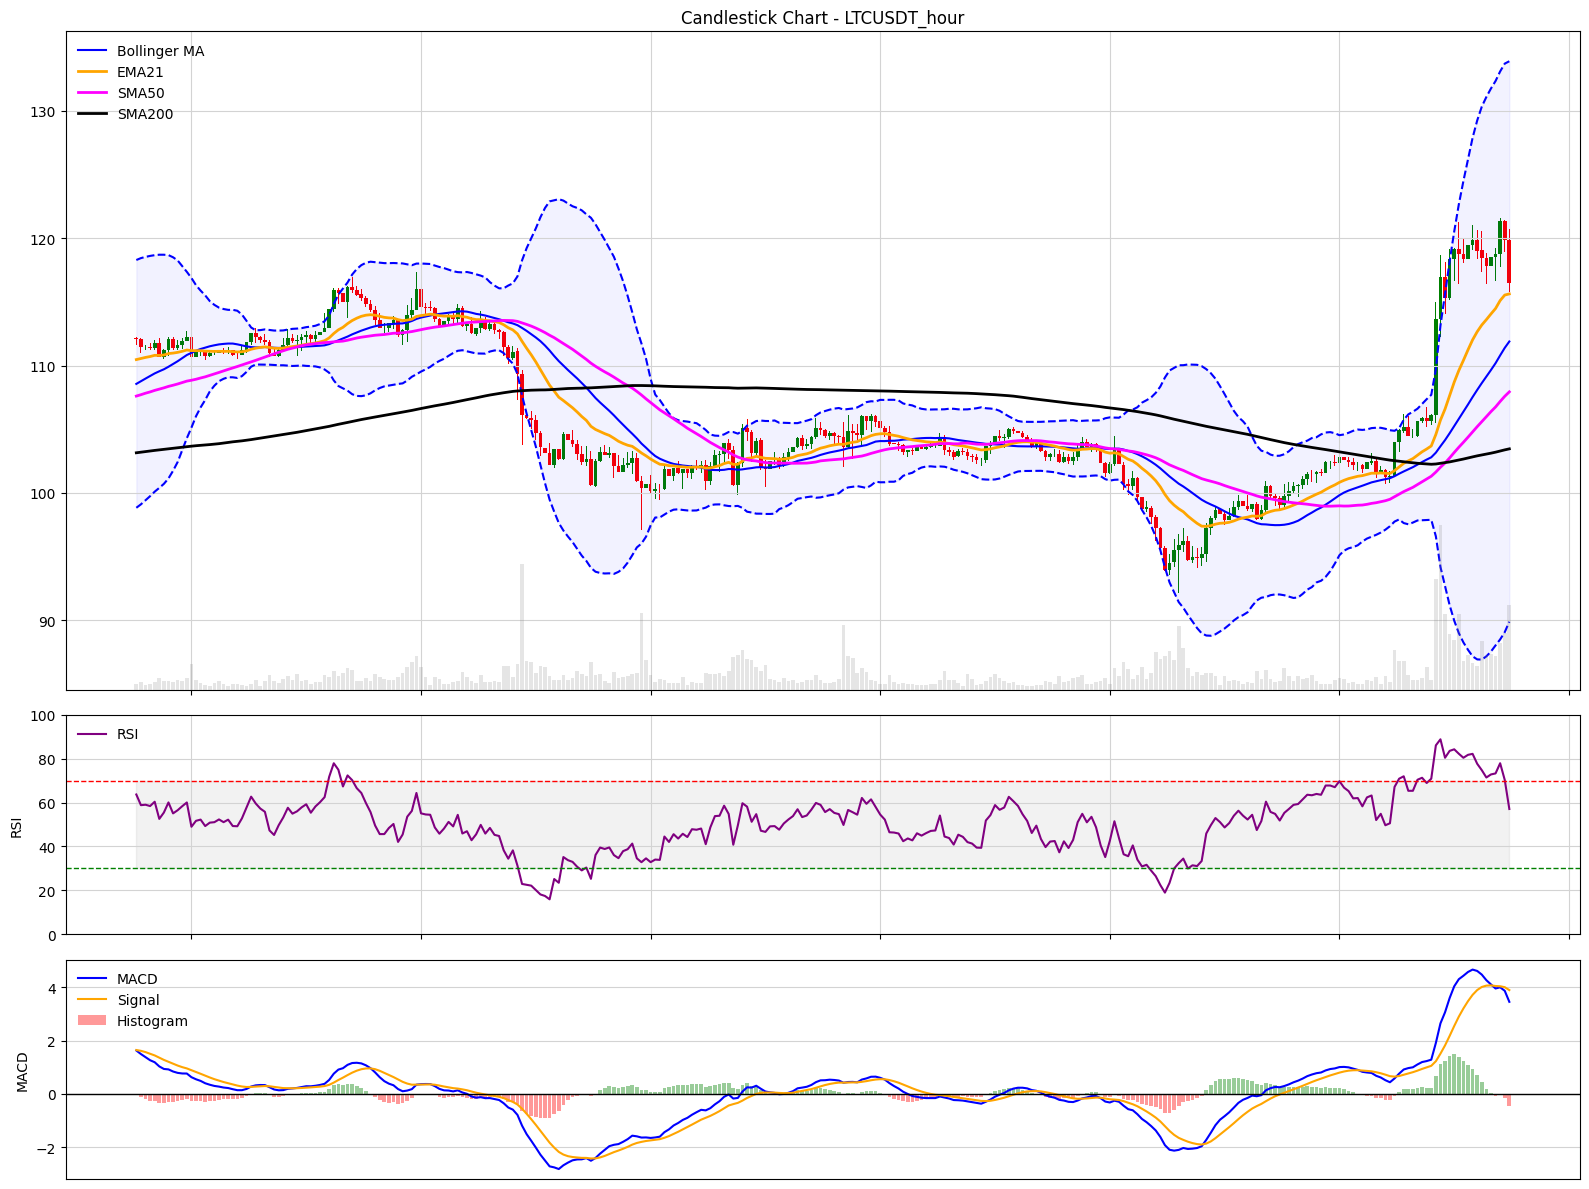 Candlestick Chart - LTCUSDT_hour
Bollinger MA
EMA21
SMA50
SMA200
130
120
110
100
90
100
80
60
40
20
0
RSI
RSI
4
2
0
−2
MACD
MACD
Signal
Histogram